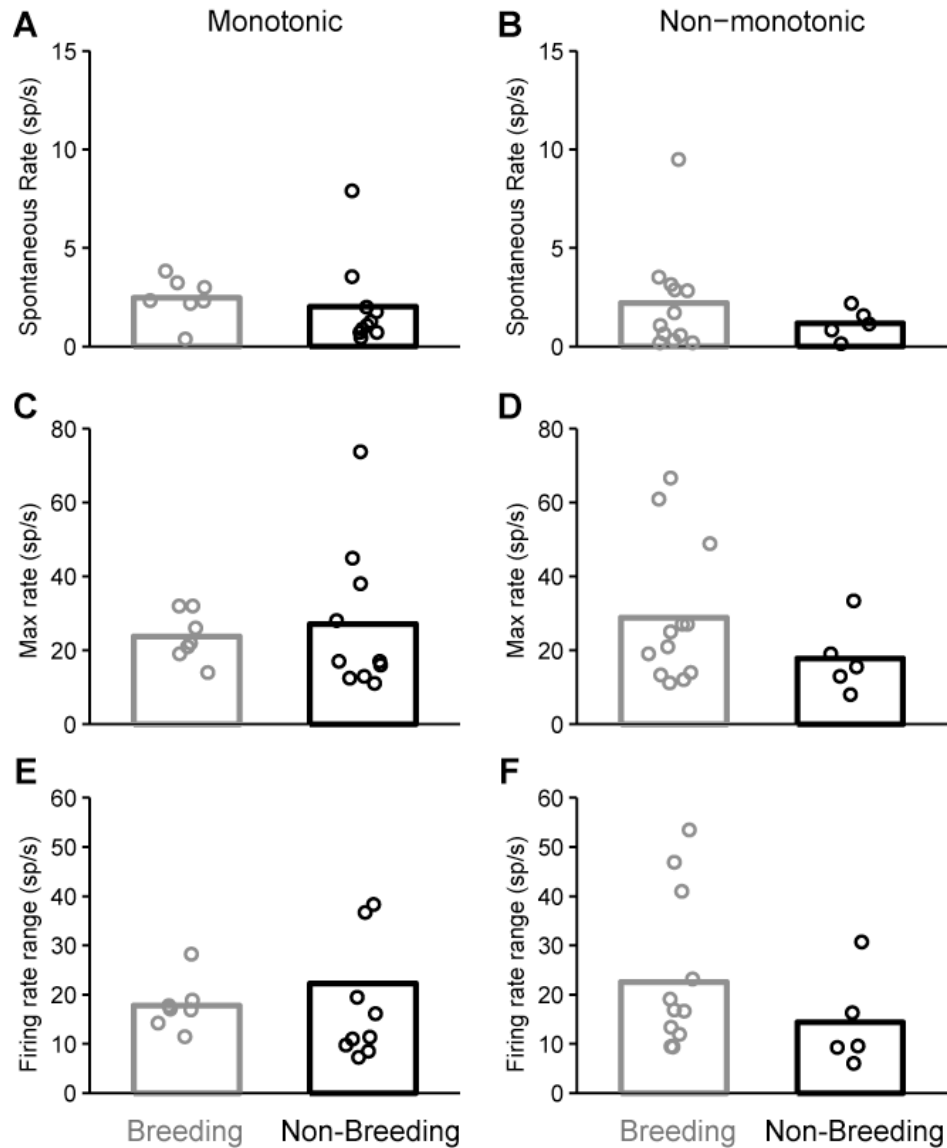 A Monotonic
B Non-monotonic
Spontaneous Rate (sp/s)
15
10
5
0
Spontaneous Rate (sp/s)
15
10
5
0
C
Max rate (sp/s)
80
60
40
20
0
D
Max rate (sp/s)
80
60
40
20
0
E
Firing rate range (sp/s)
60
50
40
30
20
10
0
Breeding Non-Breeding
F
Firing rate range (sp/s)
60
50
40
30
20
10
0
Breeding Non-Breeding